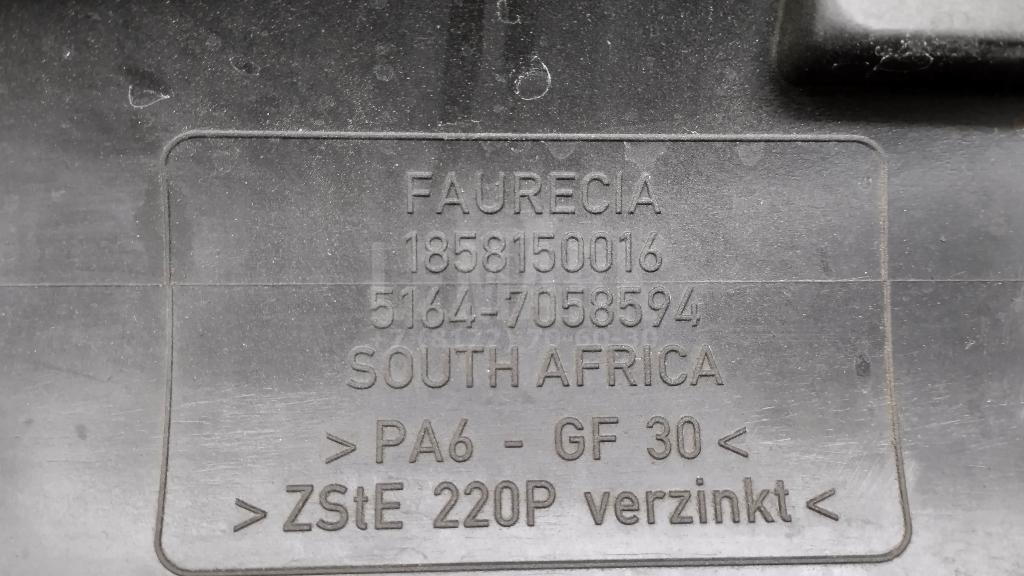 FAURECIA
1858150016
5164-7058594
SOUTH AFRICA
>PA6 - GF 30<
>ZStE 220P verzinkt<